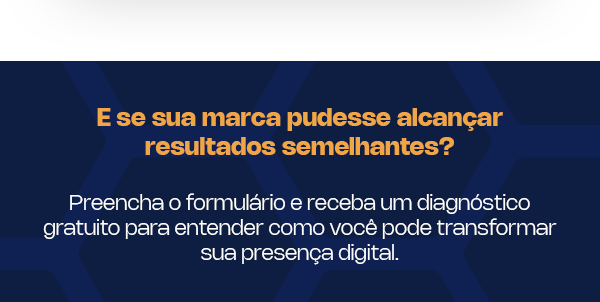 E se sua marca pudesse alcançar
resultados semelhantes?
Preencha o formulário e receba um diagnóstico
gratuito para entender como você pode transformar
sua presença digital.